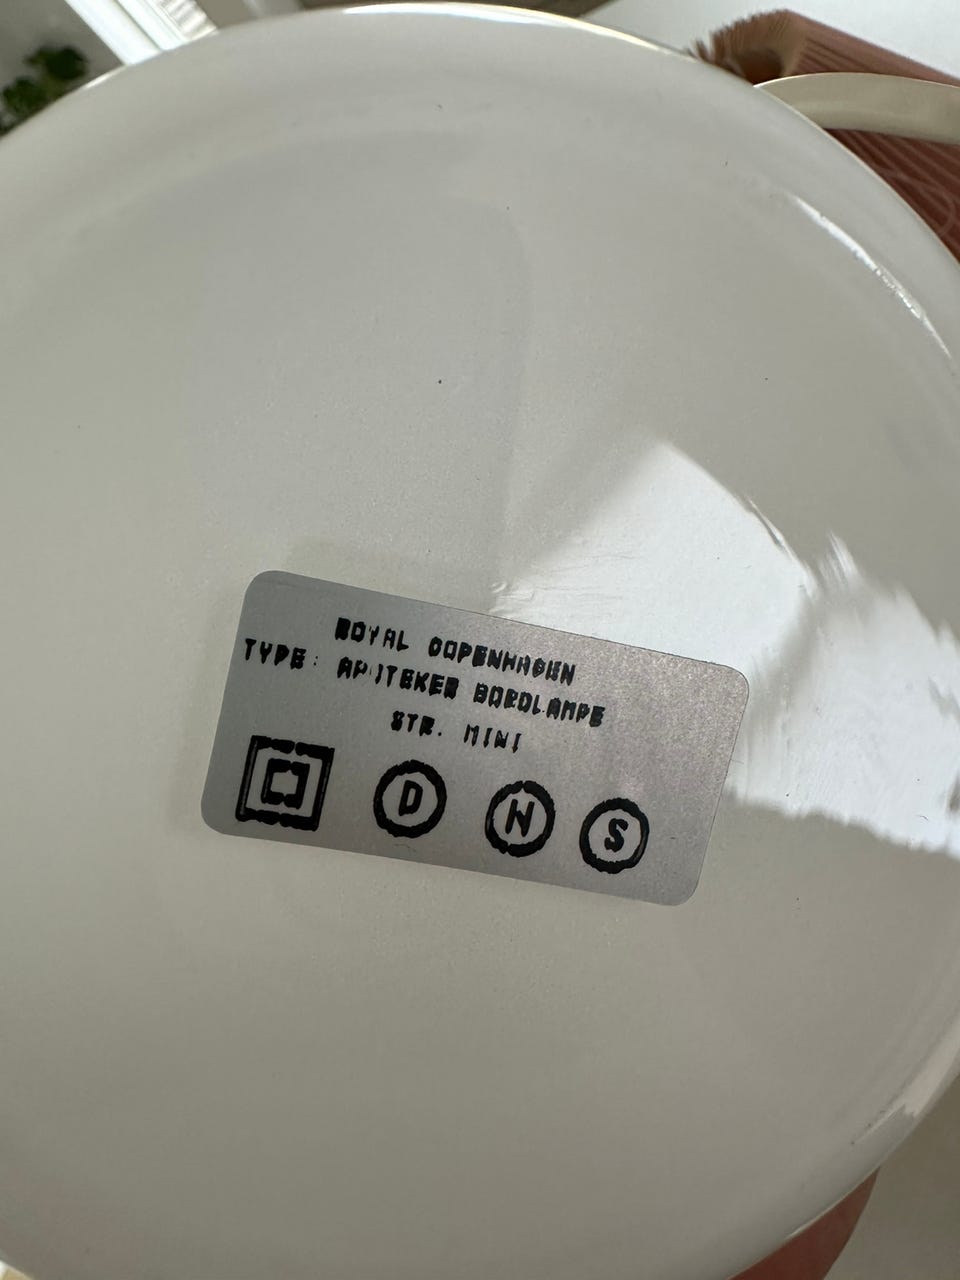 ROYAL COPENHAGEN
TYPE: APOTEKER BORDLAMPE
STR. MINI
D N S